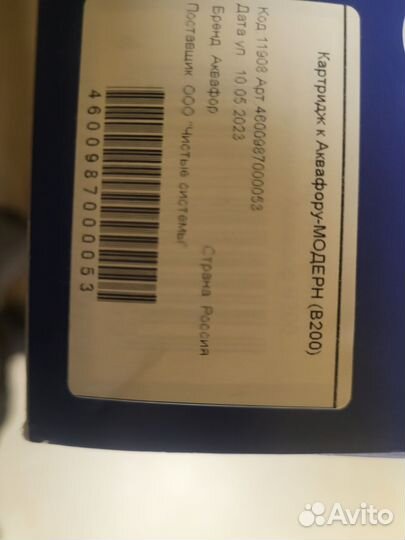 Картридж к Аквафору-МОДЕРН (В200)
Код 11908 Арт 4600987000053
Дата уп 10 05 2023
Бренд Аквафор
Страна Россия
Поставщик ООО "Чистые системы"
4600987000053
Avito